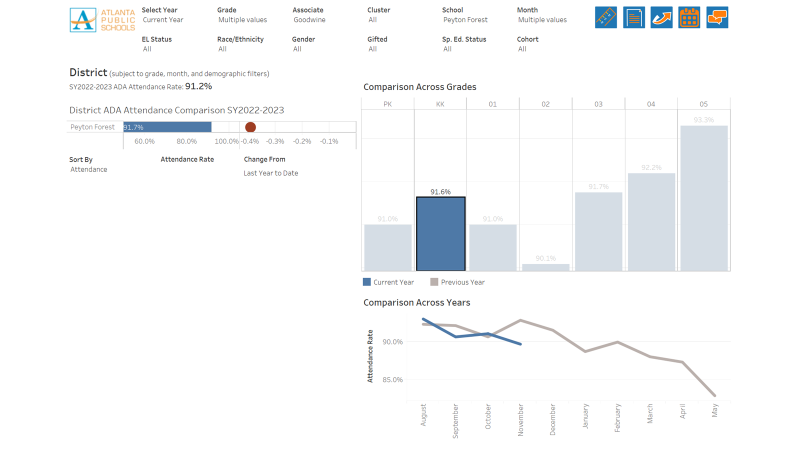 ATLANTA
PUBLIC
SCHOOLS
Select Year
Current Year
Grade
Multiple values
Associate
Goodwine
Cluster
All
School
Peyton Forest
Month
Multiple values
EL Status
All
Race/Ethnicity
All
Gender
All
Gifted
All
Sp. Ed. Status
All
Cohort
All
District (subject to grade, month, and demographic filters)
SY2022-2023 ADA Attendance Rate: 91.2%
District ADA Attendance Comparison SY2022-2023
Peyton Forest 91.7%
60.0% 80.0% 100.0% -0.4% -0.3% -0.2% -0.1%
Sort By
Attendance
Attendance Rate
Change From
Last Year to Date
Comparison Across Grades
PK KK 01 02 03 04 05
91.0% 91.6% 91.0% 90.1% 91.7% 92.2% 93.3%
Current Year Previous Year
Comparison Across Years
Attendance Rate
90.0%
85.0%
August September October November December January February March April May